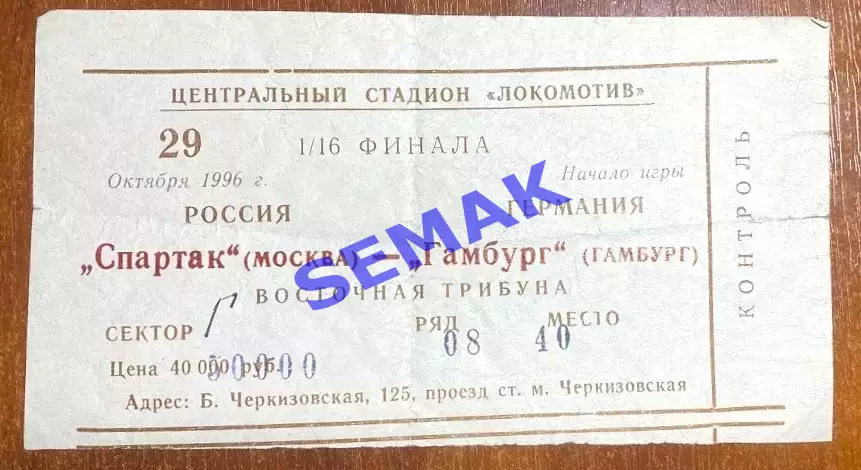 ЦЕНТРАЛЬНЫЙ СТАДИОН «ЛОКОМОТИВ»
29 1/16 ФИНАЛА
Октября 1996 г. Начало игры
РОССИЯ ГЕРМАНИЯ
„Спартак“ (МОСКВА) — „Гамбург“ (ГАМБУРГ)
ВОСТОЧНАЯ ТРИБУНА
СЕКТОР Г РЯД 08 МЕСТО 40
Цена 40 000 руб. 50000
Адрес: Б. Черкизовская, 125, проезд ст. м. Черкизовская
КОНТРОЛЬ
SEMAK